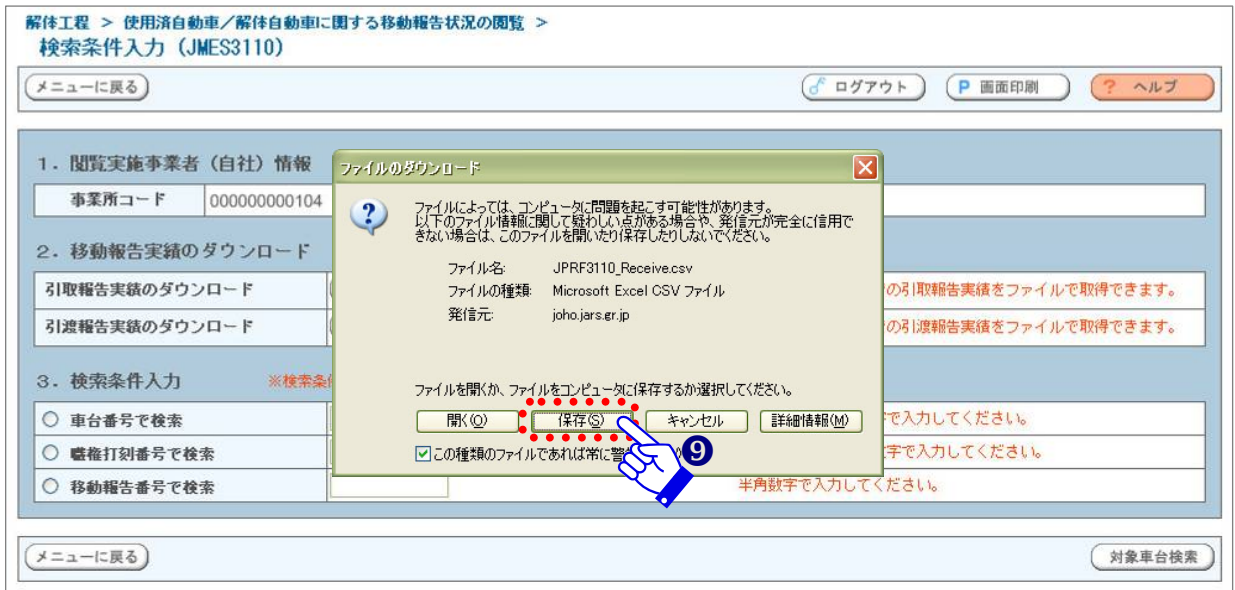 解体工程 > 使用済自動車／解体自動車に関する移動報告状況の閲覧 >
検索条件入力（JMES3110)
メニューに戻る
ログアウト
P 画面印刷
? ヘルプ
1. 閲覧実施事業者（自社）情報
事業所コード 000000000104
2. 移動報告実績のダウンロード
引取報告実績のダウンロード
の引取報告実績をファイルで取得できます。
引渡報告実績のダウンロード
の引渡報告実績をファイルで取得できます。
3. 検索条件入力 ※検索条
車台番号で検索
で入力してください。
職権打刻番号で検索
字で入力してください。
移動報告番号で検索
半角数字で入力してください。
ファイルのダウンロード
ファイルによっては、コンピュータに問題を起こす可能性があります。
以下のファイル情報に関して疑わしい点がある場合や、発信元が完全に信用で
きない場合は、このファイルを開いたり保存したりしないでください。
ファイル名: JPRF3110_Receive.csv
ファイルの種類: Microsoft Excel CSV ファイル
発信元: joho.jars.gr.jp
ファイルを開くか、ファイルをコンピュータに保存するか選択してください。
開く(O)
保存(S)
キャンセル
詳細情報(M)
この種類のファイルであれば常に警
❾
メニューに戻る
対象車台検索